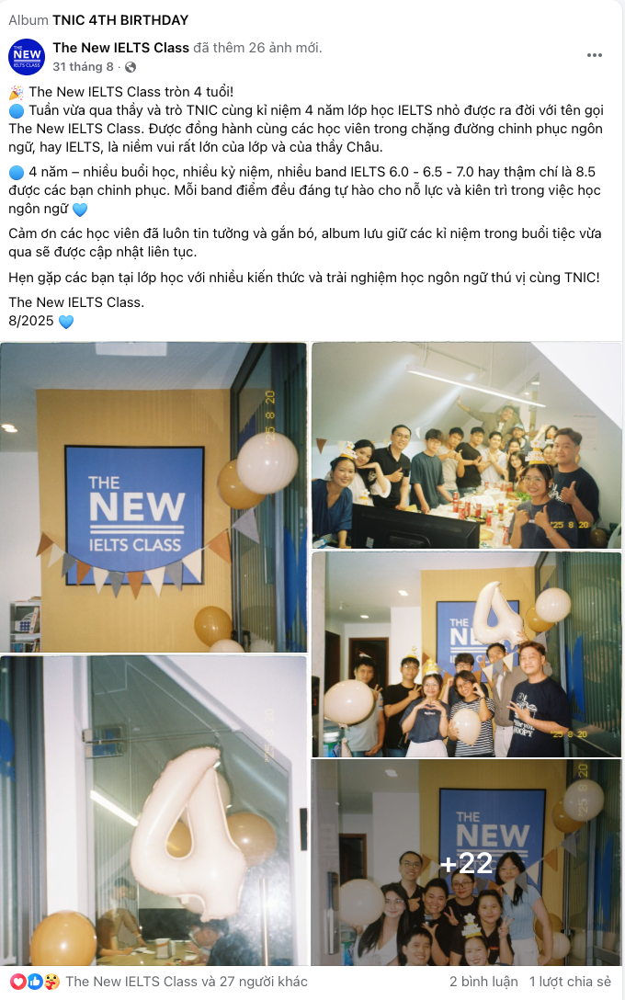 Album TNIC 4TH BIRTHDAY
The New IELTS Class đã thêm 26 ảnh mới.
31 tháng 8 ·
THE
NEW
IELTS CLASS
🎉 The New IELTS Class tròn 4 tuổi!
🔵 Tuần vừa qua thầy và trò TNIC cùng kỉ niệm 4 năm lớp học IELTS nhỏ được ra đời với tên gọi
The New IELTS Class. Được đồng hành cùng các học viên trong chặng đường chinh phục ngôn
ngữ, hay IELTS, là niềm vui rất lớn của lớp và của thầy Châu.
🔵 4 năm – nhiều buổi học, nhiều kỷ niệm, nhiều band IELTS 6.0 - 6.5 - 7.0 hay thậm chí là 8.5
được các bạn chinh phục. Mỗi band điểm đều đáng tự hào cho nỗ lực và kiên trì trong việc học
ngôn ngữ 💙
Cảm ơn các học viên đã luôn tin tưởng và gắn bó, album lưu giữ các kỉ niệm trong buổi tiệc vừa
qua sẽ được cập nhật liên tục.
Hẹn gặp các bạn tại lớp học với nhiều kiến thức và trải nghiệm học ngôn ngữ thú vị cùng TNIC!
The New IELTS Class.
8/2025 💙
'25 8 20
THE
NEW
IELTS CLASS
'25 8 20
4
THE
'25 8 20
4
THE
NEW
+22
The New IELTS Class và 27 người khác
2 bình luận 1 lượt chia sẻ